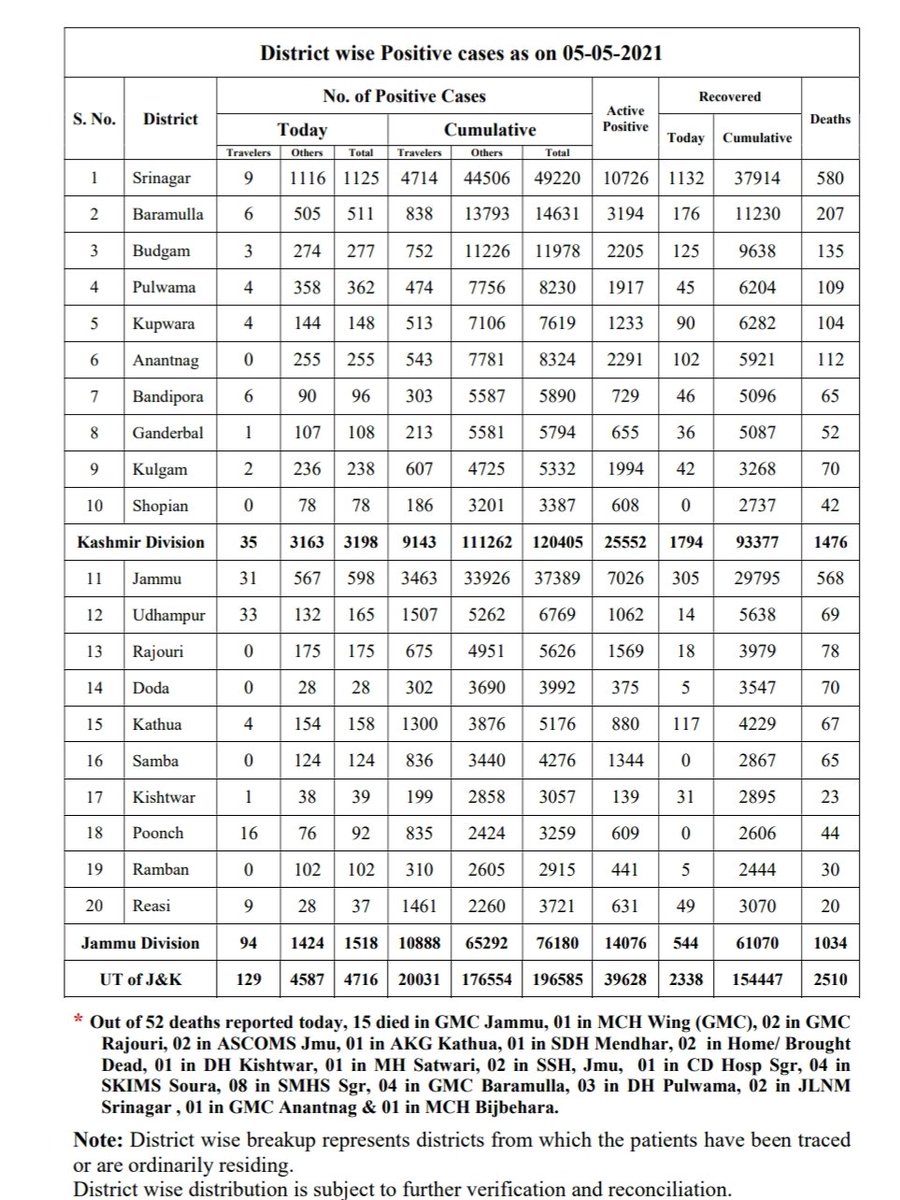 District wise Positive cases as on 05-05-2021
S. No. District No. of Positive Cases Active Positive Recovered Deaths
Today Cumulative Today Cumulative
Travelers Others Total Travelers Others Total
1 Srinagar 9 1116 1125 4714 44506 49220 10726 1132 37914 580
2 Baramulla 6 505 511 838 13793 14631 3194 176 11230 207
3 Budgam 3 274 277 752 11226 11978 2205 125 9638 135
4 Pulwama 4 358 362 474 7756 8230 1917 45 6204 109
5 Kupwara 4 144 148 513 7106 7619 1233 90 6282 104
6 Anantnag 0 255 255 543 7781 8324 2291 102 5921 112
7 Bandipora 6 90 96 303 5587 5890 729 46 5096 65
8 Ganderbal 1 107 108 213 5581 5794 655 36 5087 52
9 Kulgam 2 236 238 607 4725 5332 1994 42 3268 70
10 Shopian 0 78 78 186 3201 3387 608 0 2737 42
Kashmir Division 35 3163 3198 9143 111262 120405 25552 1794 93377 1476
11 Jammu 31 567 598 3463 33926 37389 7026 305 29795 568
12 Udhampur 33 132 165 1507 5262 6769 1062 14 5638 69
13 Rajouri 0 175 175 675 4951 5626 1569 18 3979 78
14 Doda 0 28 28 302 3690 3992 375 5 3547 70
15 Kathua 4 154 158 1300 3876 5176 880 117 4229 67
16 Samba 0 124 124 836 3440 4276 1344 0 2867 65
17 Kishtwar 1 38 39 199 2858 3057 139 31 2895 23
18 Poonch 16 76 92 835 2424 3259 609 0 2606 44
19 Ramban 0 102 102 310 2605 2915 441 5 2444 30
20 Reasi 9 28 37 1461 2260 3721 631 49 3070 20
Jammu Division 94 1424 1518 10888 65292 76180 14076 544 61070 1034
UT of J&K 129 4587 4716 20031 176554 196585 39628 2338 154447 2510
* Out of 52 deaths reported today, 15 died in GMC Jammu, 01 in MCH Wing (GMC), 02 in GMC
Rajouri, 02 in ASCOMS Jmu, 01 in AKG Kathua, 01 in SDH Mendhar, 02 in Home/ Brought
Dead, 01 in DH Kishtwar, 01 in MH Satwari, 02 in SSH, Jmu, 01 in CD Hosp Sgr, 04 in
SKIMS Soura, 08 in SMHS Sgr, 04 in GMC Baramulla, 03 in DH Pulwama, 02 in JLNM
Srinagar , 01 in GMC Anantnag & 01 in MCH Bijbehara.
Note: District wise breakup represents districts from which the patients have been traced
or are ordinarily residing.
District wise distribution is subject to further verification and reconciliation.